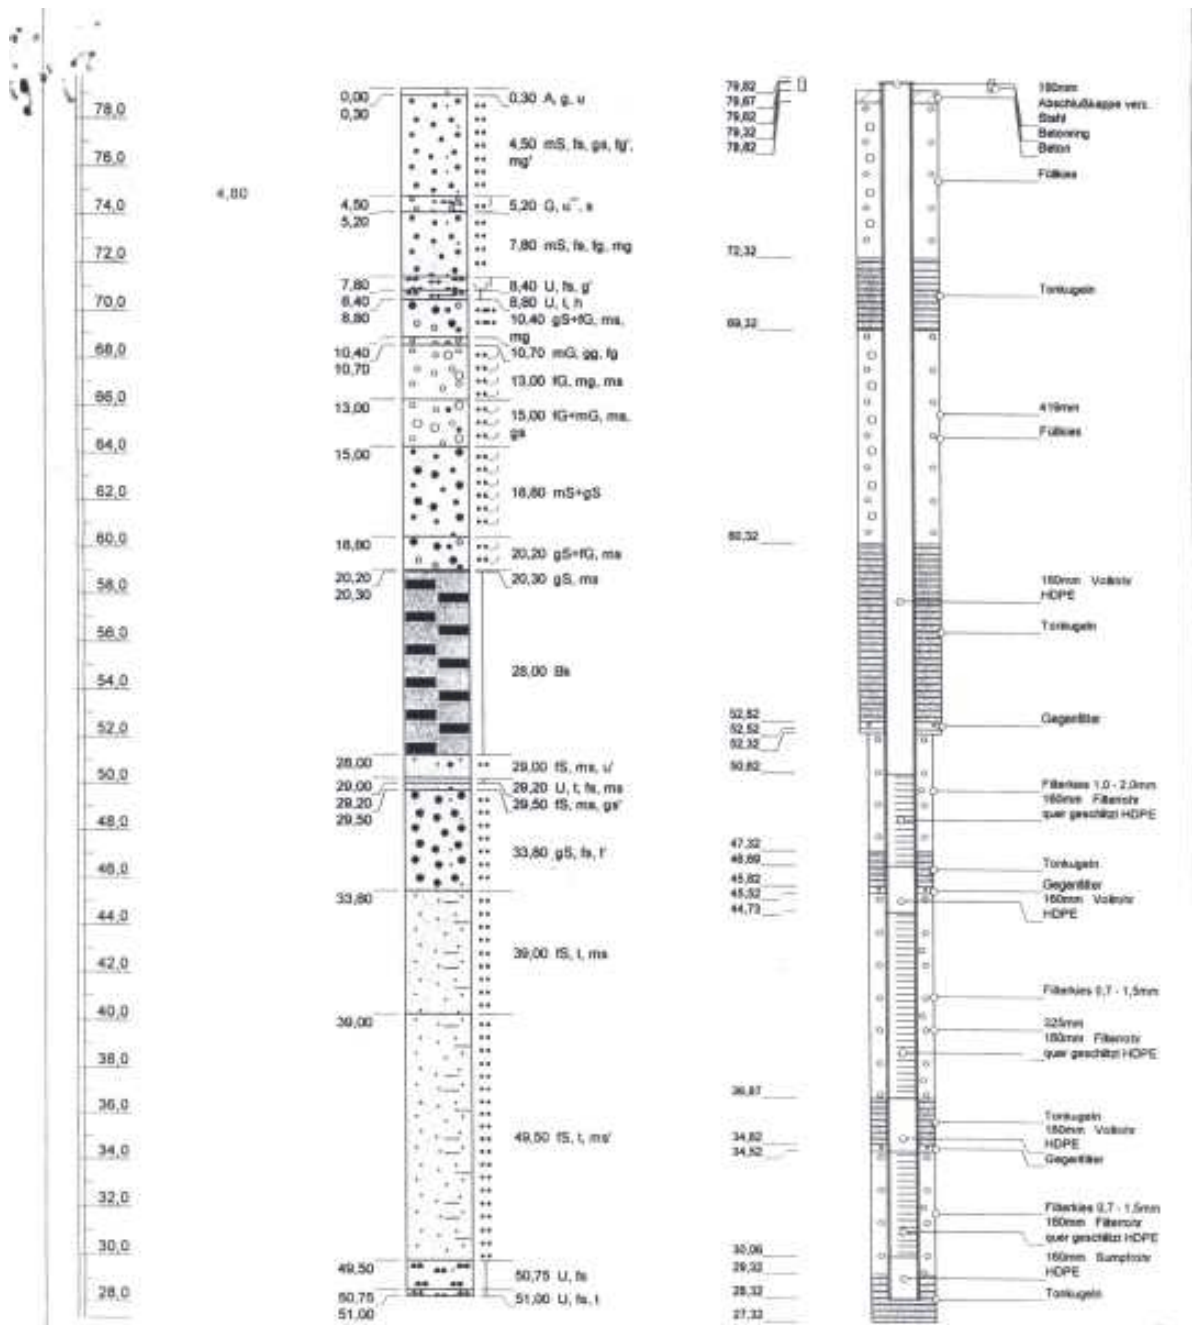 78,0
76,0
74,0
72,0
70,0
68,0
66,0
64,0
62,0
60,0
58,0
56,0
54,0
52,0
50,0
48,0
46,0
44,0
42,0
40,0
38,0
36,0
34,0
32,0
30,0
28,0
4,80
0,00
0,30
4,50
5,20
7,80
8,40
8,80
10,40
10,70
13,00
15,00
18,80
20,20
20,30
28,00
29,00
29,20
29,50
33,80
39,00
49,50
50,75
51,00
0,30 A, g, u
4,50 mS, fs, gs, fg',
mg'
5,20 G, u, s
7,80 mS, fs, fg, mg
8,40 U, fs, g'
8,80 U, t, h
10,40 gS+fG, ms,
mg
10,70 mG, gg, fg
13,00 fG, mg, ms
15,00 fG+mG, ms,
gs
18,80 mS+gS
20,20 gS+fG, ms
20,30 gS, ms
28,00 Bs
29,00 fS, ms, u'
29,20 U, t, fs, ms
29,50 fS, ms, gs'
33,80 gS, fs, t'
39,00 fS, t, ms
49,50 fS, t, ms'
50,75 U, fs
51,00 U, fs, t
79,82
79,67
79,62
79,32
78,82
72,32
69,32
60,32
52,82
52,52
52,32
50,62
47,32
46,69
45,82
45,52
44,73
36,87
34,82
34,52
30,06
29,32
28,32
27,32
180mm
Abschlußkappe vers.
Stahl
Betonring
Beton
Füllkies
Tonkugeln
419mm
Füllkies
160mm Vollrohr
HDPE
Tonkugeln
Gegenfilter
Filterkies 1,0 - 2,0mm
160mm Filterrohr
quer geschlitzt HDPE
Tonkugeln
Gegenfilter
160mm Vollrohr
HDPE
Filterkies 0,7 - 1,5mm
325mm
160mm Filterrohr
quer geschlitzt HDPE
Tonkugeln
160mm Vollrohr
HDPE
Gegenfilter
Filterkies 0,7 - 1,5mm
160mm Filterrohr
quer geschlitzt HDPE
160mm Sumpfrohr
HDPE
Tonkugeln